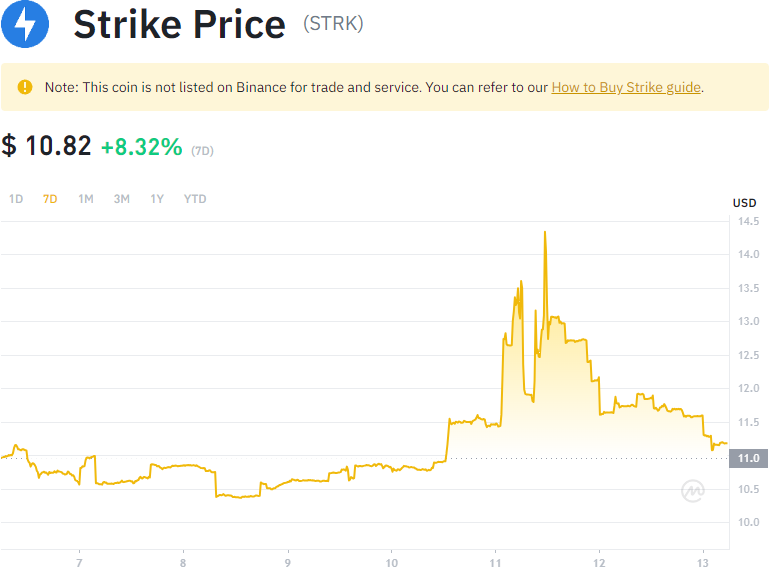 Strike Price (STRK)
Note: This coin is not listed on Binance for trade and service. You can refer to our How to Buy Strike guide.
$ 10.82 +8.32% (7D)
1D 7D 1M 3M 1Y YTD
USD
14.5
14.0
13.5
13.0
12.5
12.0
11.5
11.0
10.5
10.0
7 8 9 10 11 12 13